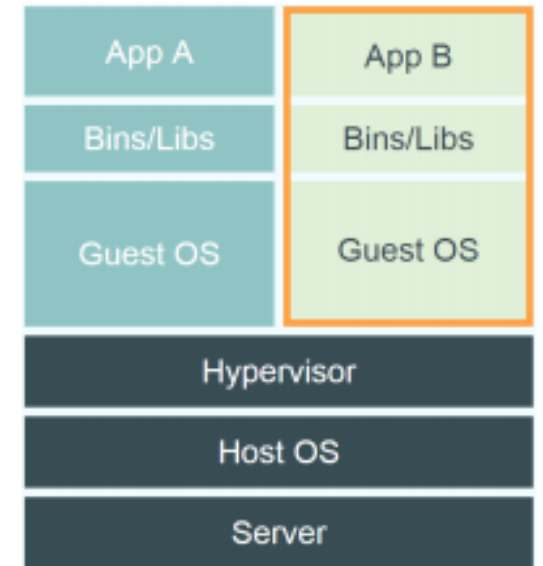 App A
App B
Bins/Libs
Bins/Libs
Guest OS
Guest OS
Hypervisor
Host OS
Server